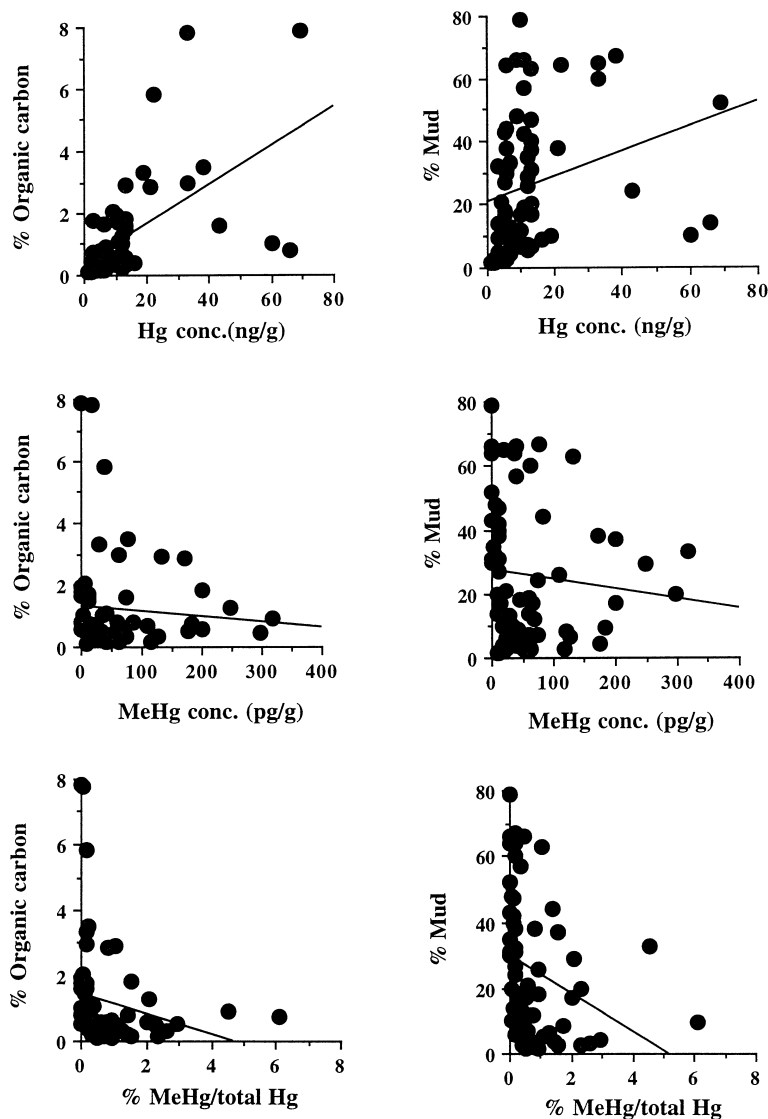 % Organic carbon
8
6
4
2
0
0 20 40 60 80
Hg conc.(ng/g)
% Mud
80
60
40
20
0
0 20 40 60 80
Hg conc. (ng/g)
% Organic carbon
8
6
4
2
0
0 100 200 300 400
MeHg conc. (pg/g)
% Mud
80
60
40
20
0
0 100 200 300 400
MeHg conc. (pg/g)
% Organic carbon
8
6
4
2
0
0 2 4 6 8
% MeHg/total Hg
% Mud
80
60
40
20
0
0 2 4 6 8
% MeHg/total Hg